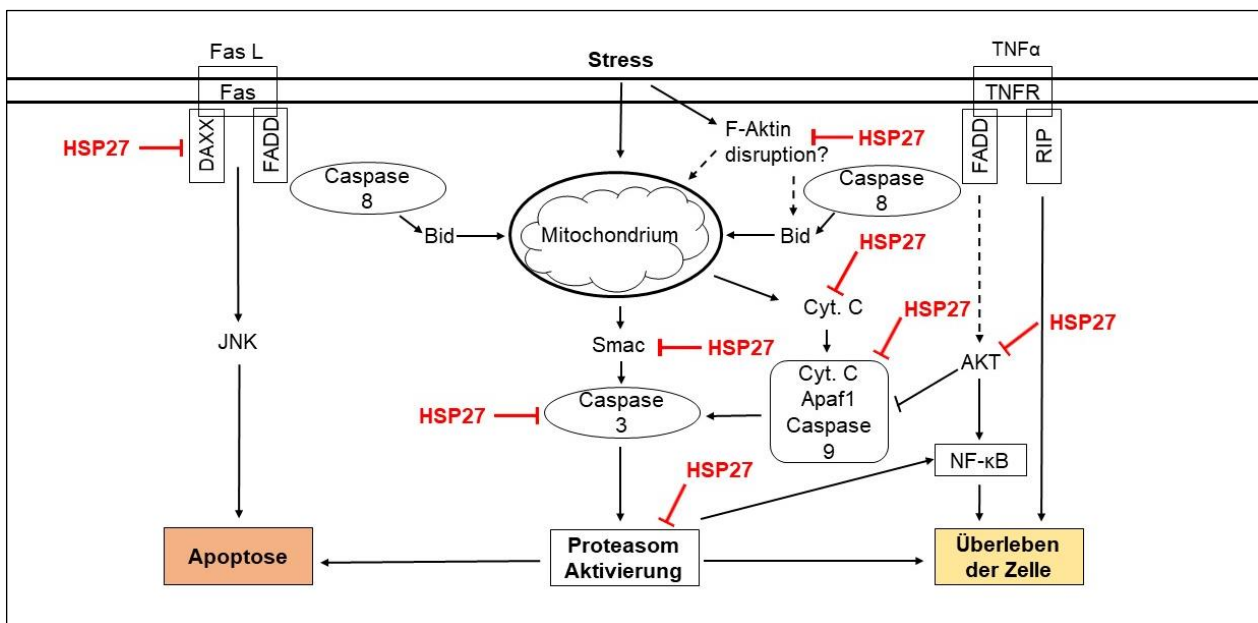 Fas L
Stress
TNFα
Fas
TNFR
DAXX
FADD
HSP27
F-Aktin
disruption?
HSP27
FADD
RIP
Caspase
8
Caspase
8
Bid
Mitochondrium
Bid
HSP27
Cyt. C
HSP27
HSP27
JNK
Smac
HSP27
AKT
Cyt. C
Apaf1
Caspase
9
HSP27
Caspase
3
NF-κB
HSP27
Apoptose
Proteasom
Aktivierung
Überleben
der Zelle